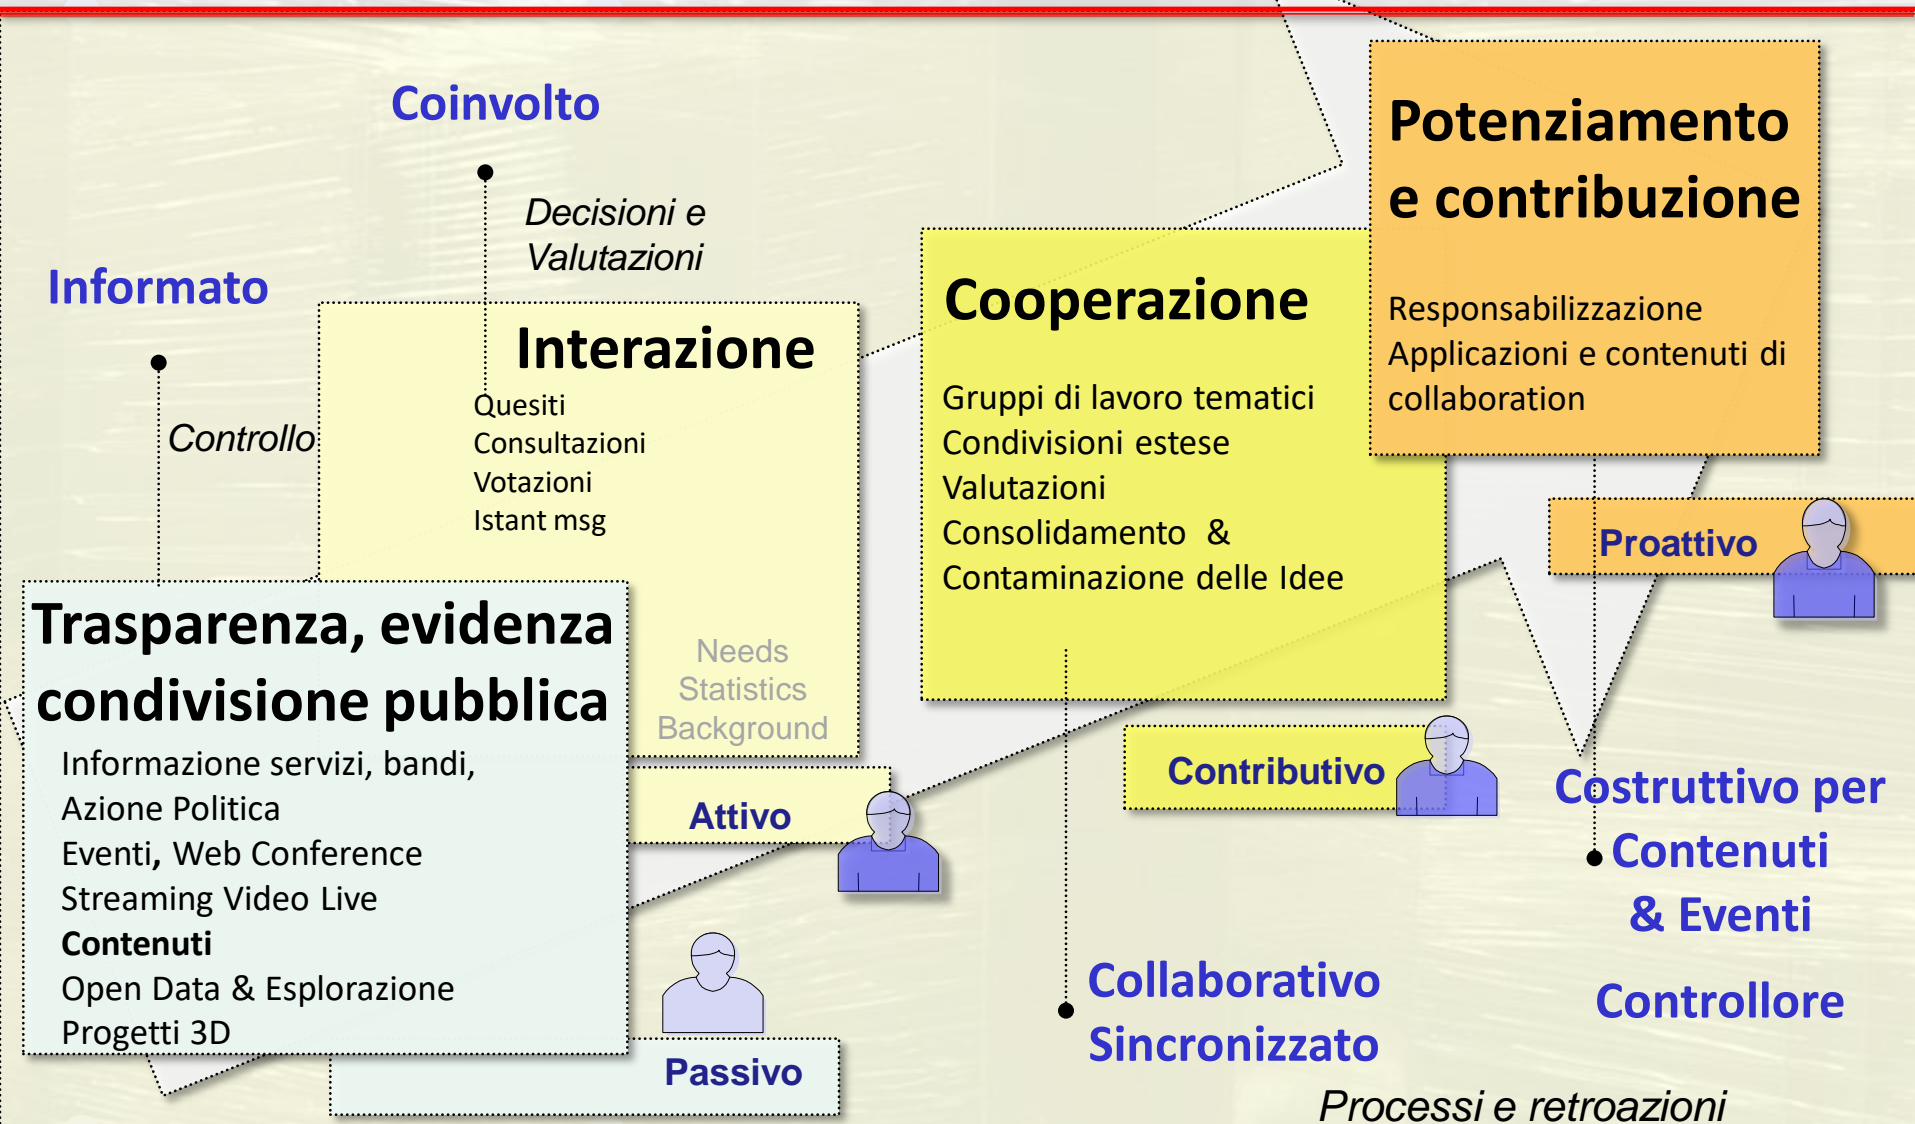 Coinvolto
Decisioni e
Valutazioni
Informato
Controllo
Interazione
Quesiti
Consultazioni
Votazioni
Istant msg
Needs
Statistics
Background
Attivo
Trasparenza, evidenza
condivisione pubblica
Informazione servizi, bandi,
Azione Politica
Eventi, Web Conference
Streaming Video Live
Contenuti
Open Data & Esplorazione
Progetti 3D
Passivo
Cooperazione
Gruppi di lavoro tematici
Condivisioni estese
Valutazioni
Consolidamento &
Contaminazione delle Idee
Contributivo
Collaborativo
Sincronizzato
Potenziamento
e contribuzione
Responsabilizzazione
Applicazioni e contenuti di
collaboration
Proattivo
Costruttivo per
Contenuti
& Eventi
Controllore
Processi e retroazioni